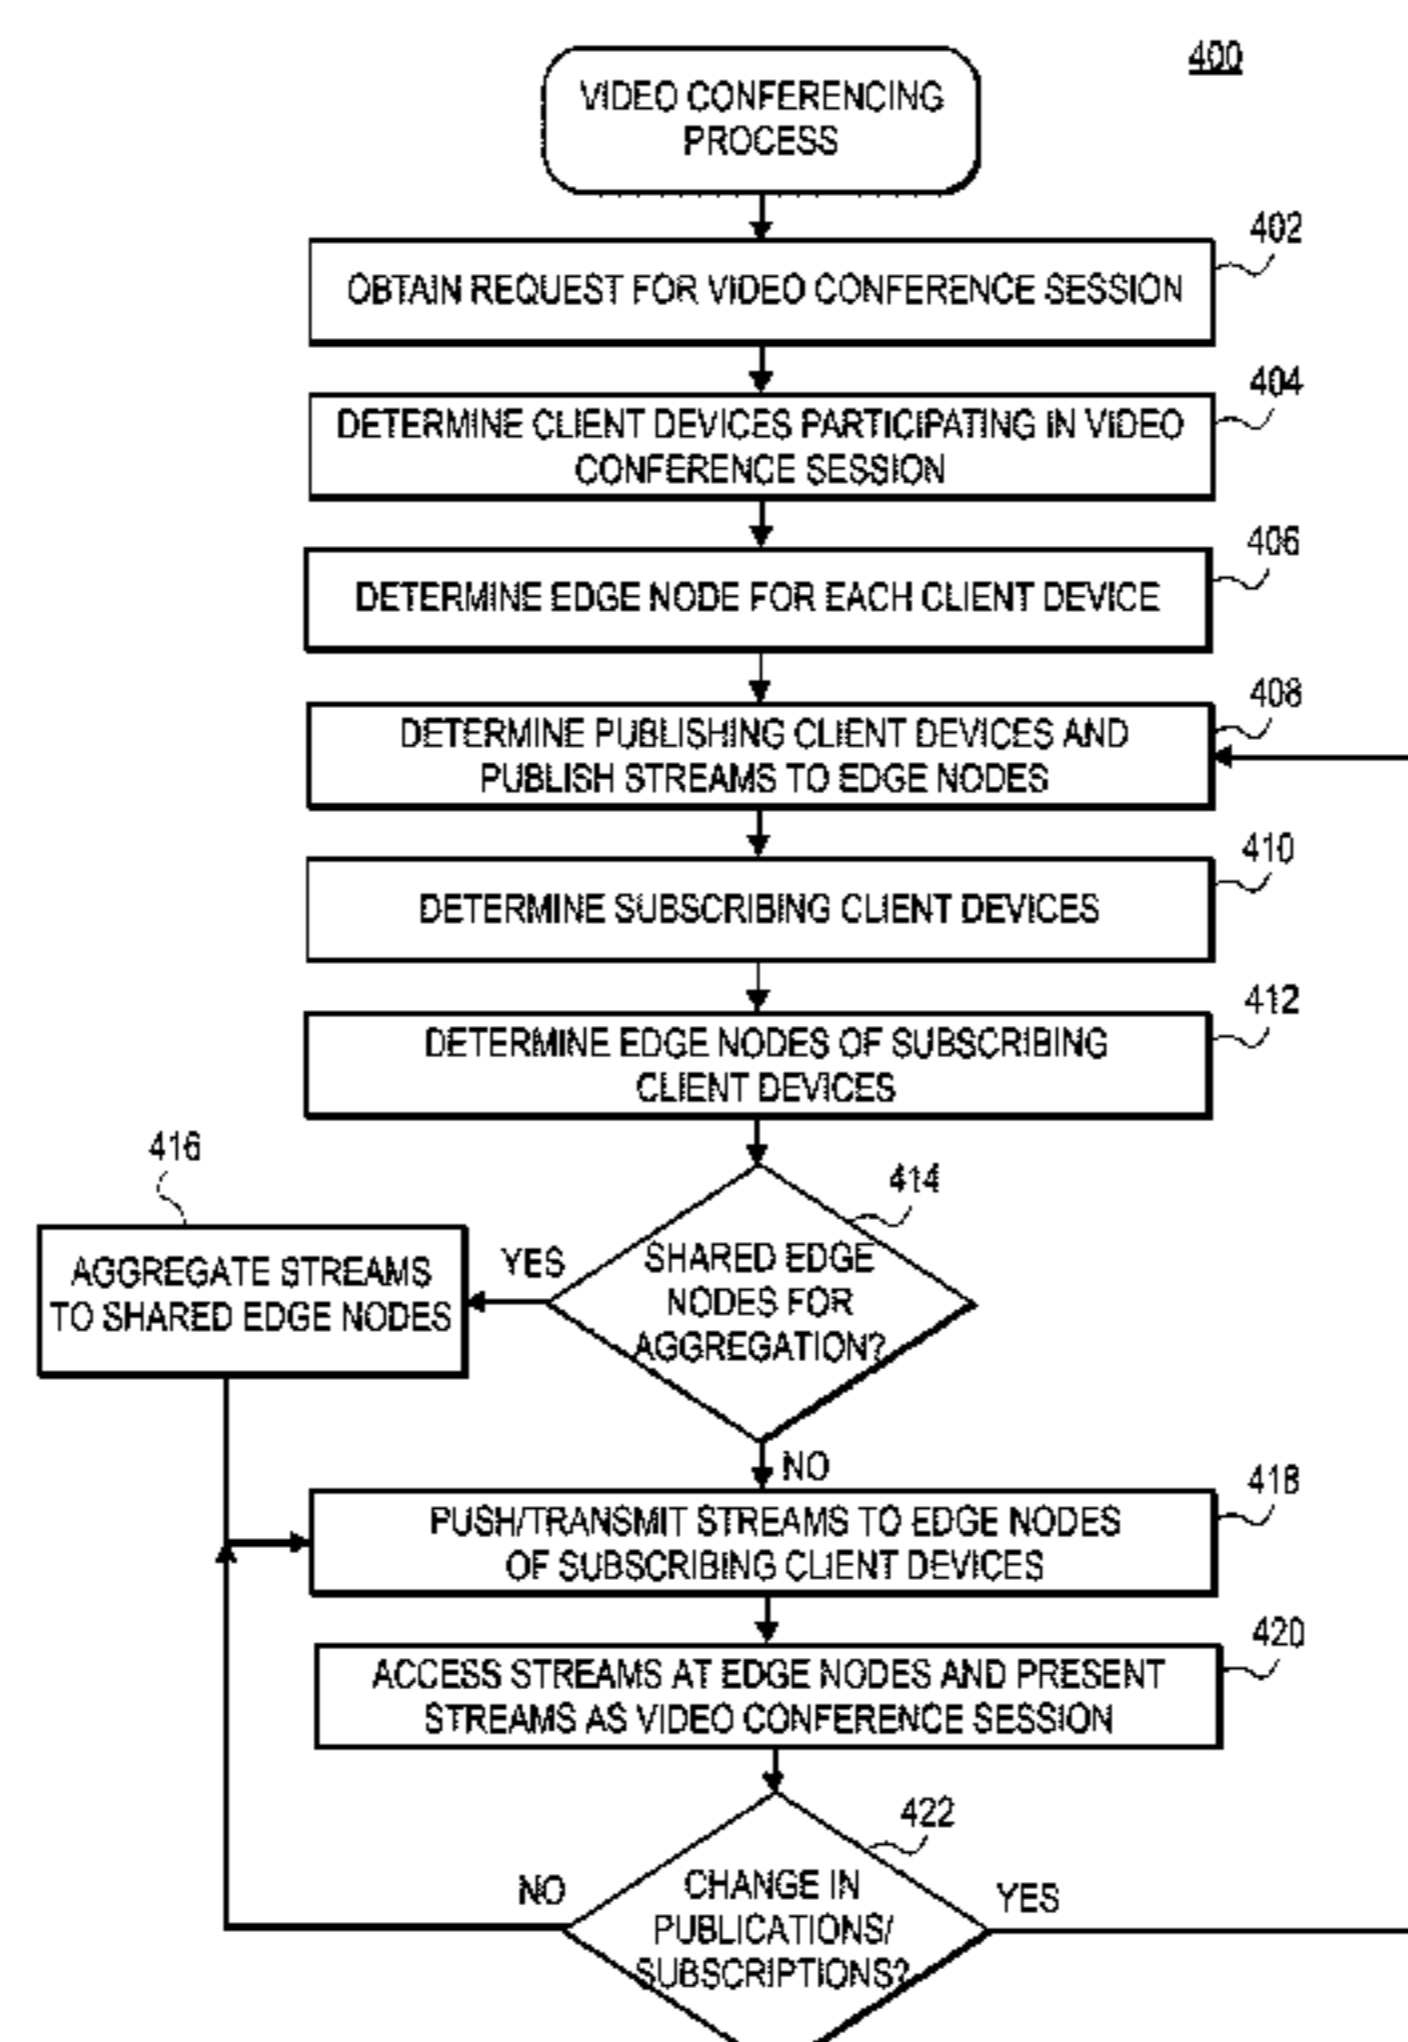 400
VIDEO CONFERENCING
PROCESS
402
OBTAIN REQUEST FOR VIDEO CONFERENCE SESSION
404
DETERMINE CLIENT DEVICES PARTICIPATING IN VIDEO
CONFERENCE SESSION
406
DETERMINE EDGE NODE FOR EACH CLIENT DEVICE
408
DETERMINE PUBLISHING CLIENT DEVICES AND
PUBLISH STREAMS TO EDGE NODES
410
DETERMINE SUBSCRIBING CLIENT DEVICES
412
DETERMINE EDGE NODES OF SUBSCRIBING
CLIENT DEVICES
414
SHARED EDGE
NODES FOR
AGGREGATION?
YES
416
AGGREGATE STREAMS
TO SHARED EDGE NODES
NO
418
PUSH/TRANSMIT STREAMS TO EDGE NODES
OF SUBSCRIBING CLIENT DEVICES
420
ACCESS STREAMS AT EDGE NODES AND PRESENT
STREAMS AS VIDEO CONFERENCE SESSION
422
CHANGE IN
PUBLICATIONS/
SUBSCRIPTIONS?
NO
YES